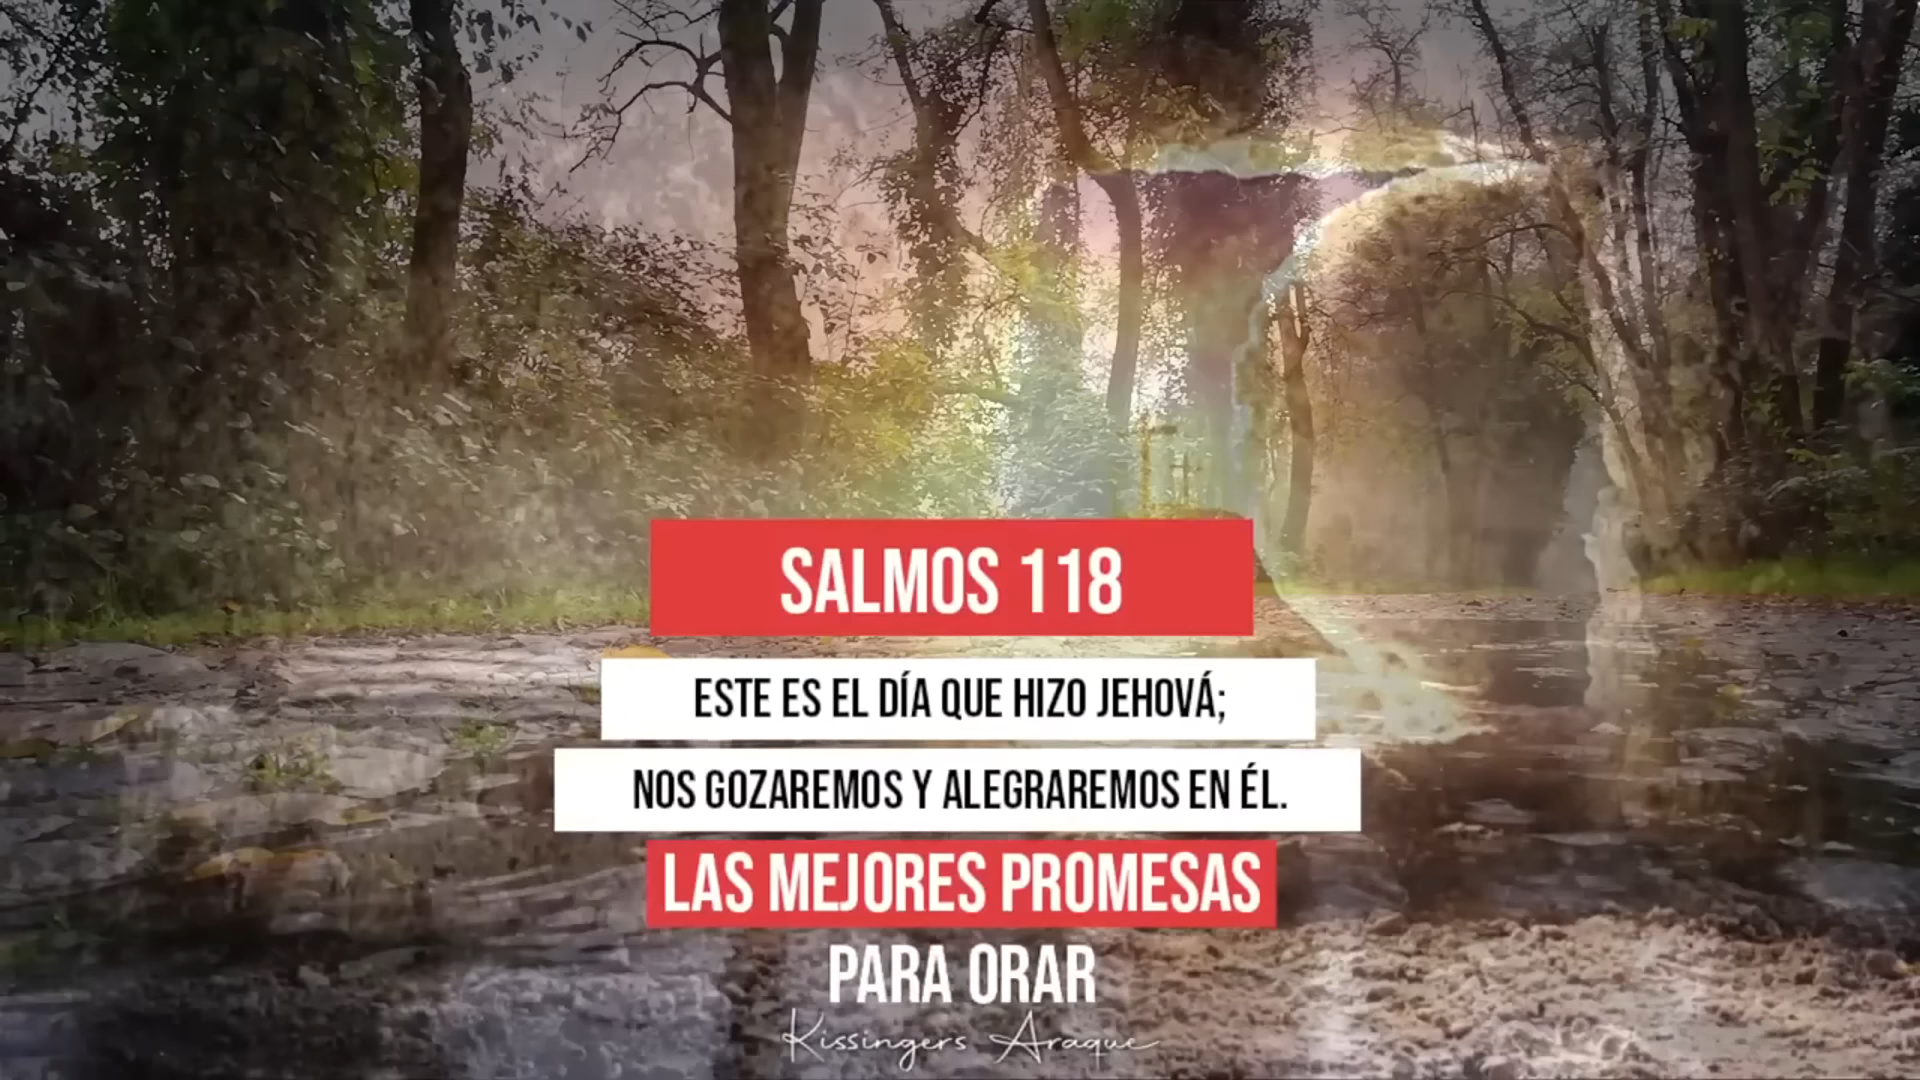 SALMOS 118
ESTE ES EL DÍA QUE HIZO JEHOVÁ;
NOS GOZAREMOS Y ALEGRAREMOS EN ÉL.
LAS MEJORES PROMESAS
PARA ORAR
Kissingers Araque